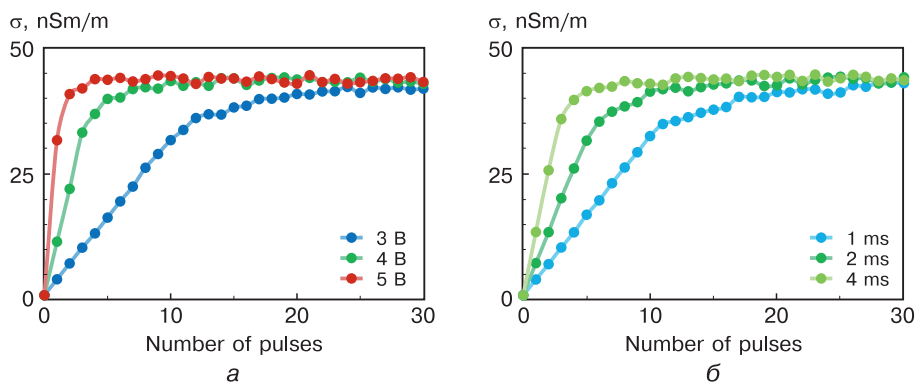 σ, nSm/m
50
25
0
0
10
20
30
3 В
4 В
5 В
Number of pulses
а
σ, nSm/m
50
25
0
0
10
20
30
1 ms
2 ms
4 ms
Number of pulses
б